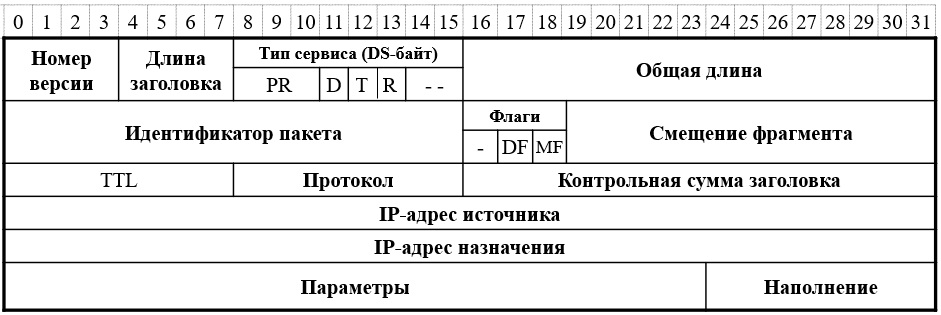 0 1 2 3 4 5 6 7 8 9 10 11 12 13 14 15 16 17 18 19 20 21 22 23 24 25 26 27 28 29 30 31
Номер версии
Длина заголовка
Тип сервиса (DS-байт)
PR D T R - -
Общая длина
Идентификатор пакета
Флаги
- DF MF
Смещение фрагмента
TTL Протокол Контрольная сумма заголовка
IP-адрес источника
IP-адрес назначения
Параметры Наполнение